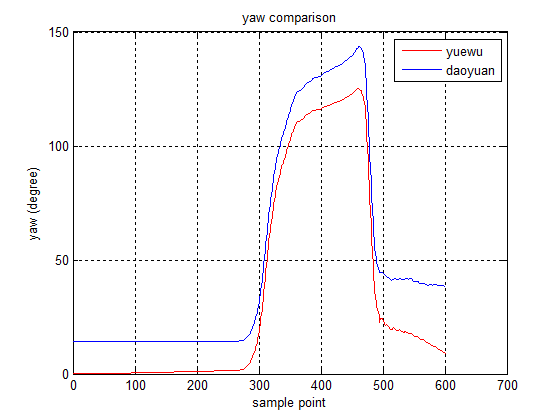 yaw comparison
yuewu
daoyuan
yaw (degree)
150
100
50
0
0 100 200 300 400 500 600 700
sample point